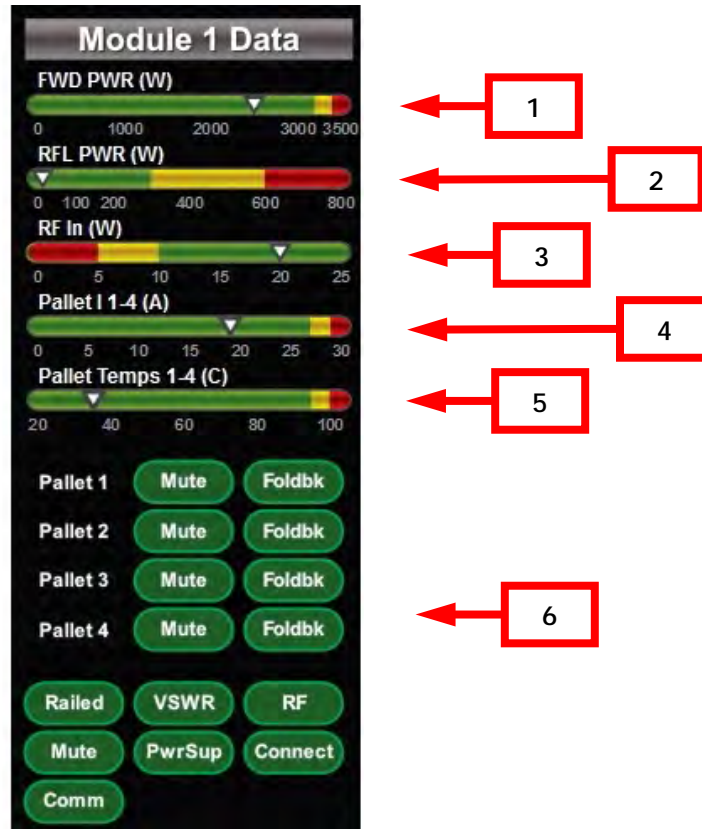 Module 1 Data
FWD PWR (W)
0 1000 2000 3000 3500
1
RFL PWR (W)
0 100 200 400 600 800
2
RF In (W)
0 5 10 15 20 25
3
Pallet I 1-4 (A)
0 5 10 15 20 25 30
4
Pallet Temps 1-4 (C)
20 40 60 80 100
5
Pallet 1 Mute Foldbk
Pallet 2 Mute Foldbk
Pallet 3 Mute Foldbk
Pallet 4 Mute Foldbk
6
Railed VSWR RF
Mute PwrSup Connect
Comm